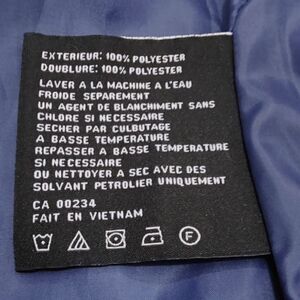 EXTERIEUR: 100% POLYESTER
DOUBLURE: 100% POLYESTER
LAVER A LA MACHINE A L'EAU
FROIDE SEPAREMENT
UN AGENT DE BLANCHIMENT SANS
CHLORE SI NECESSAIRE
SECHER PAR CULBUTAGE
A BASSE TEMPERATURE
REPASSER A BASSE TEMPERATURE
SI NECESSAIRE
OU NETTOYER A SEC AVEC DES
SOLVANT PETROLIER UNIQUEMENT
CA 00234
FAIT EN VIETNAM
F